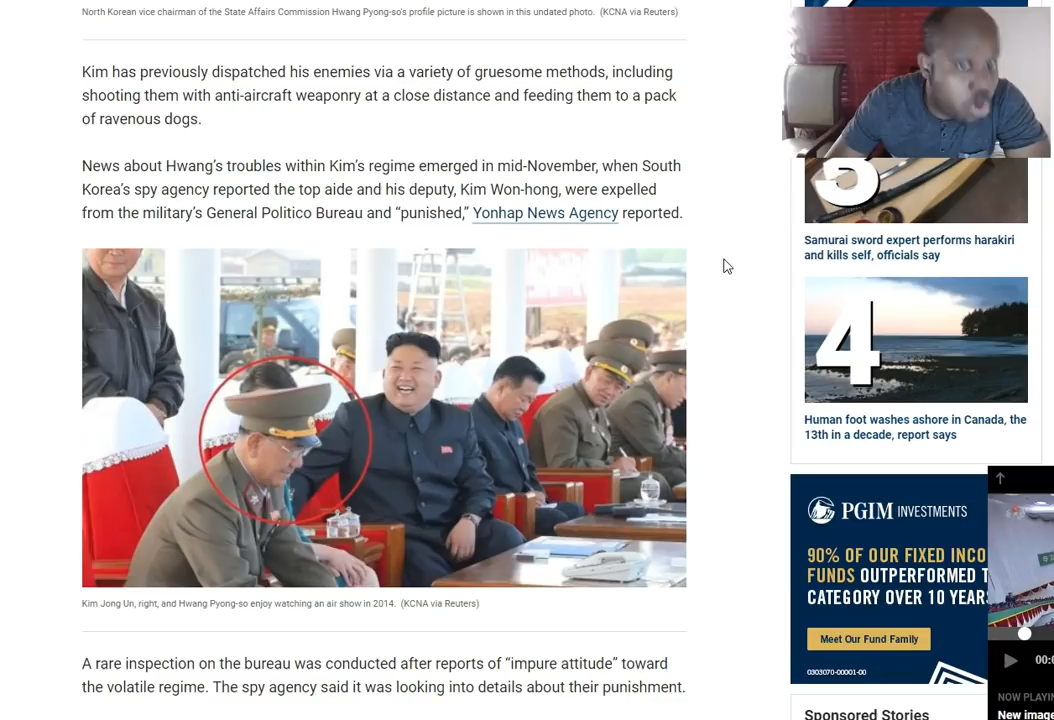 North Korean vice chairman of the State Affairs Commission Hwang Pyong-so's profile picture is shown in this undated photo. (KCNA via Reuters)
Kim has previously dispatched his enemies via a variety of gruesome methods, including
shooting them with anti-aircraft weaponry at a close distance and feeding them to a pack
of ravenous dogs.
News about Hwang’s troubles within Kim’s regime emerged in mid-November, when South
Korea’s spy agency reported the top aide and his deputy, Kim Won-hong, were expelled
from the military’s General Politico Bureau and “punished,” Yonhap News Agency reported.
Kim Jong Un, right, and Hwang Pyong-so enjoy watching an air show in 2014. (KCNA via Reuters)
A rare inspection on the bureau was conducted after reports of “impure attitude” toward
the volatile regime. The spy agency said it was looking into details about their punishment.
3
Samurai sword expert performs harakiri
and kills self, officials say
4
Human foot washes ashore in Canada, the
13th in a decade, report says
PGIM INVESTMENTS
90% OF OUR FIXED INCO
FUNDS OUTPERFORMED T
CATEGORY OVER 10 YEARS
Meet Our Fund Family
0303070-00001-00
00:0
NOW PLAYIN
New image
Sponsored Stories